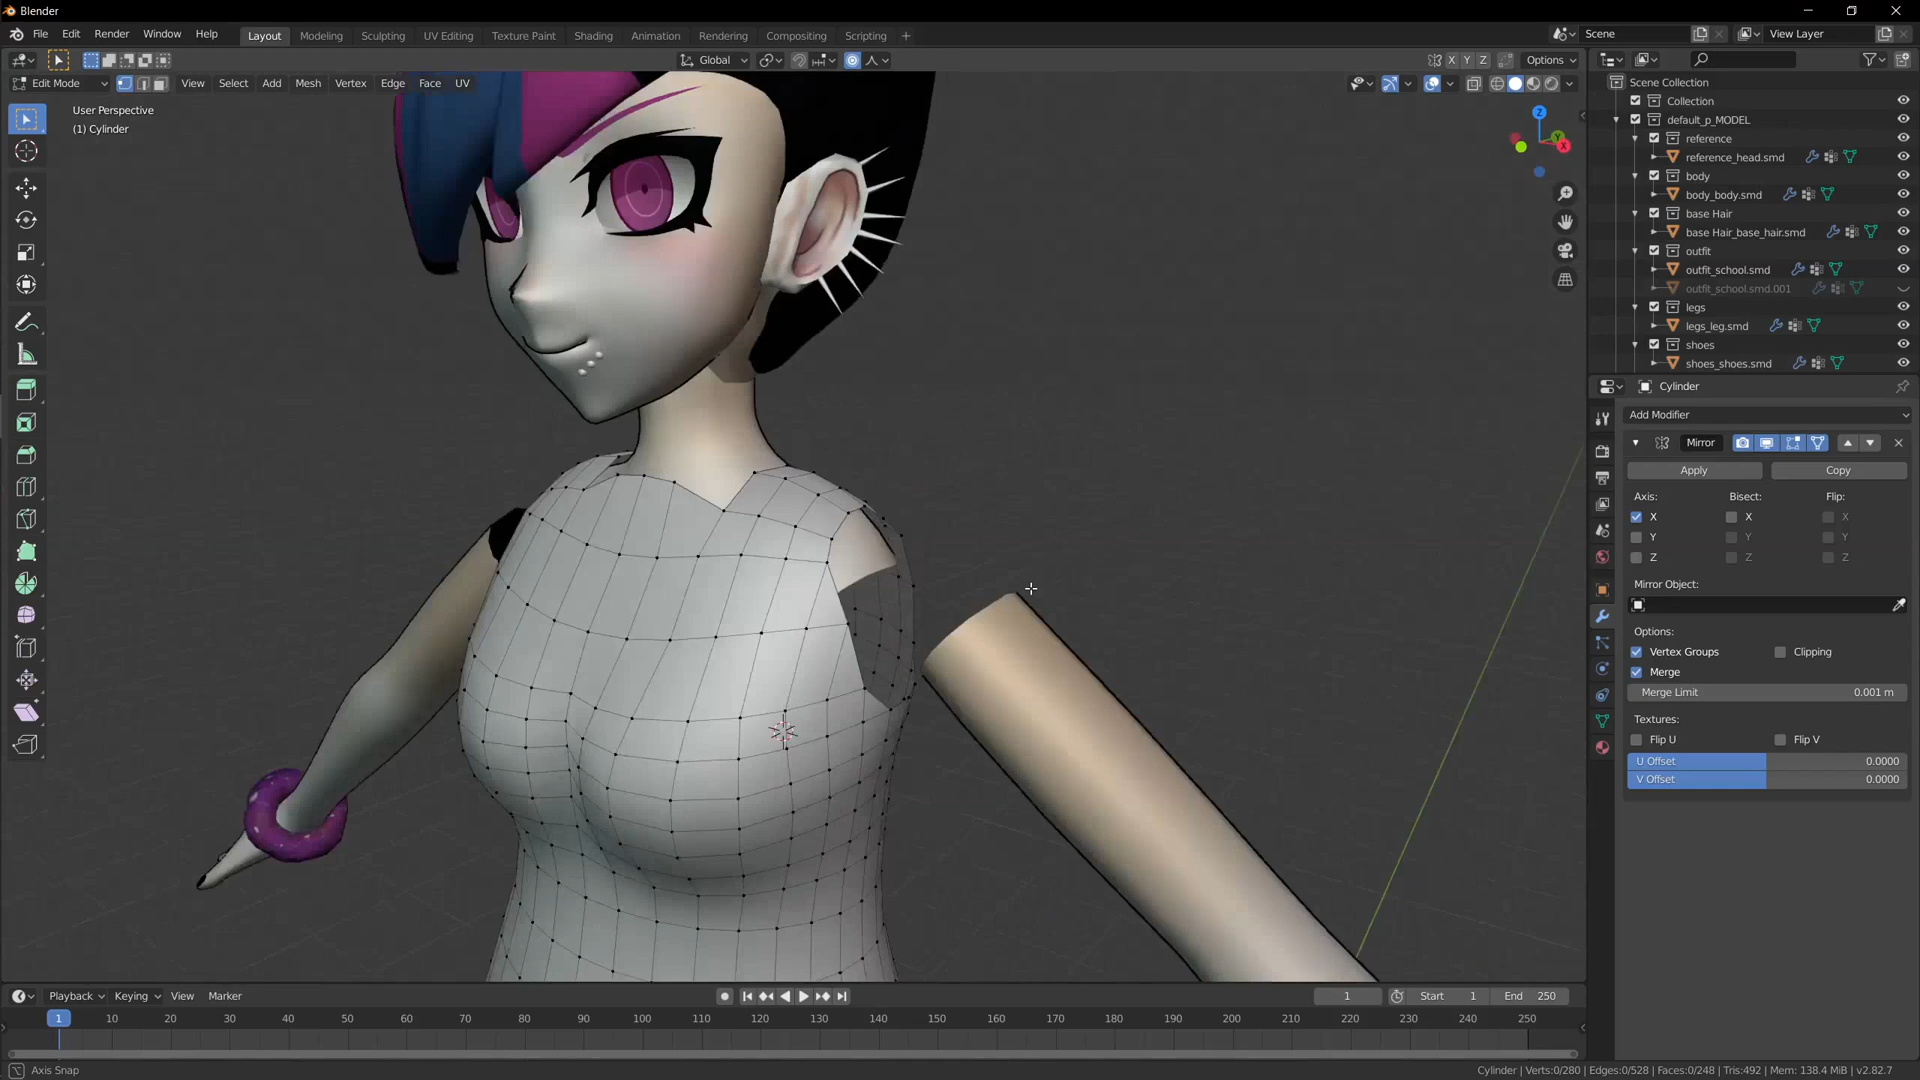 Blender
File Edit Render Window Help Layout Modeling Sculpting UV Editing Texture Paint Shading Animation Rendering Compositing Scripting + Scene View Layer
Global X Y Z Options
Edit Mode View Select Add Mesh Vertex Edge Face UV
User Perspective
(1) Cylinder
Z
Y
X
Scene Collection
Collection
default_p_MODEL
reference
reference_head.smd
body
body_body.smd
base Hair
base Hair_base_hair.smd
outfit
outfit_school.smd
outfit_school.smd.001
legs
legs_leg.smd
shoes
shoes_shoes.smd
Cylinder
Add Modifier
Mirror
Apply Copy
Axis: Bisect: Flip:
X X X
Y Y Y
Z Z Z
Mirror Object:
Options:
Vertex Groups Clipping
Merge
Merge Limit 0.001 m
Textures:
Flip U Flip V
U Offset 0.0000
V Offset 0.0000
Playback Keying View Marker 1 Start 1 End 250
1 10 20 30 40 50 60 70 80 90 100 110 120 130 140 150 160 170 180 190 200 210 220 230 240 250
Axis Snap Cylinder | Verts:0/280 | Edges:0/528 | Faces:0/248 | Tris:492 | Mem: 138.4 MiB | v2.82.7